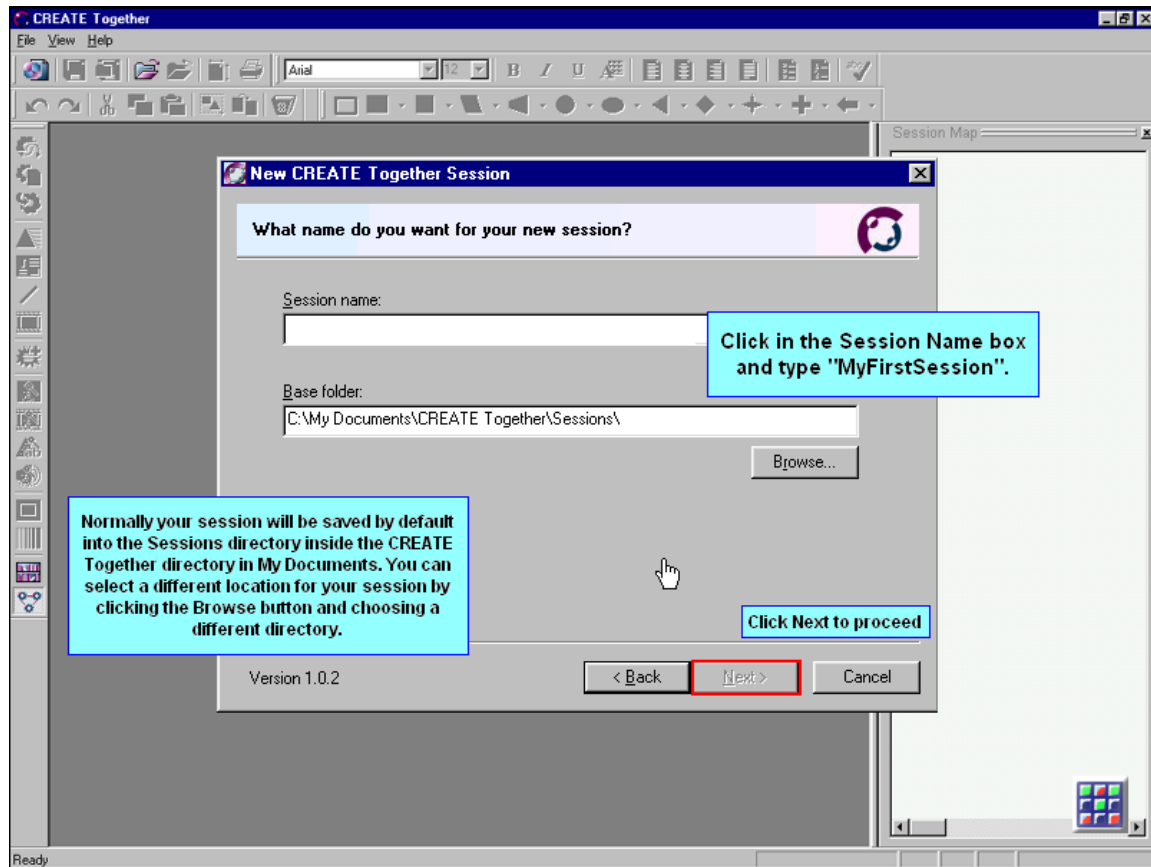 CREATE Together
File View Help
Arial 12 B I U
Session Map
New CREATE Together Session
What name do you want for your new session?
Session name:
Click in the Session Name box
and type "MyFirstSession".
Base folder:
C:\My Documents\CREATE Together\Sessions\
Browse...
Normally your session will be saved by default
into the Sessions directory inside the CREATE
Together directory in My Documents. You can
select a different location for your session by
clicking the Browse button and choosing a
different directory.
Click Next to proceed
Version 1.0.2
< Back Next > Cancel
Ready